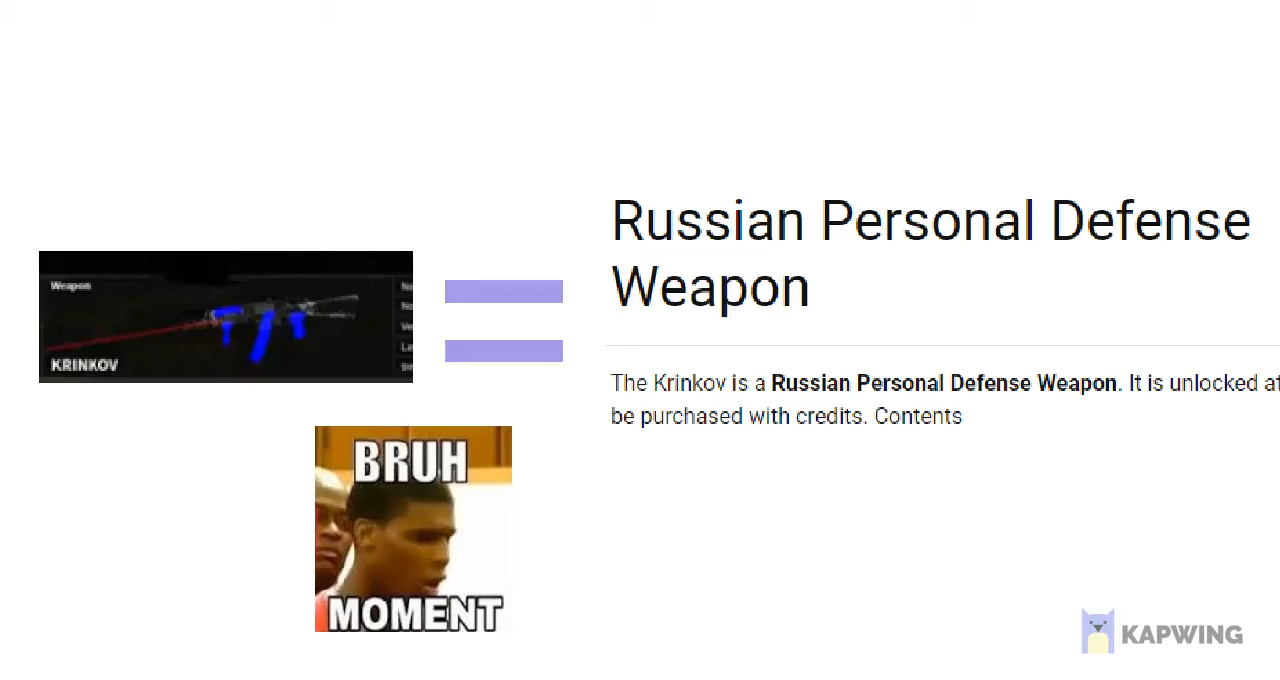 Russian Personal Defense
Weapon
Weapon
KRINKOV
The Krinkov is a Russian Personal Defense Weapon. It is unlocked at
be purchased with credits. Contents
BRUH
MOMENT
KAPWING